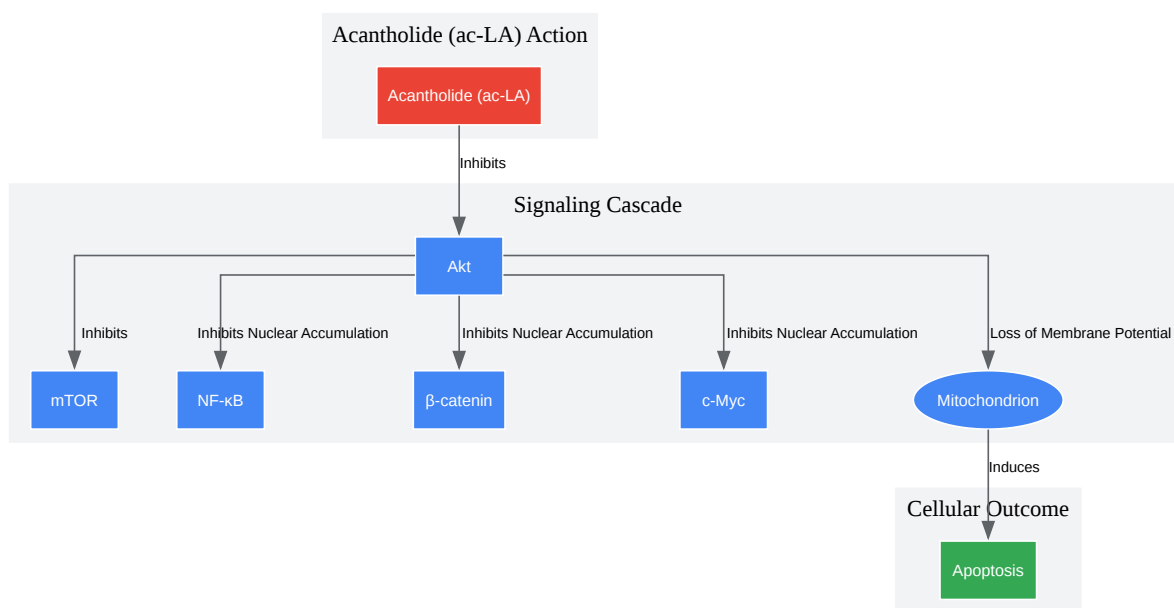 Acantholide (ac-LA) Action
Acantholide (ac-LA)
Inhibits
Signaling Cascade
Akt
Inhibits
Inhibits Nuclear Accumulation
Inhibits Nuclear Accumulation
Inhibits Nuclear Accumulation
Loss of Membrane Potential
mTOR
NF-κB
β-catenin
c-Myc
Mitochondrion
Induces
Cellular Outcome
Apoptosis